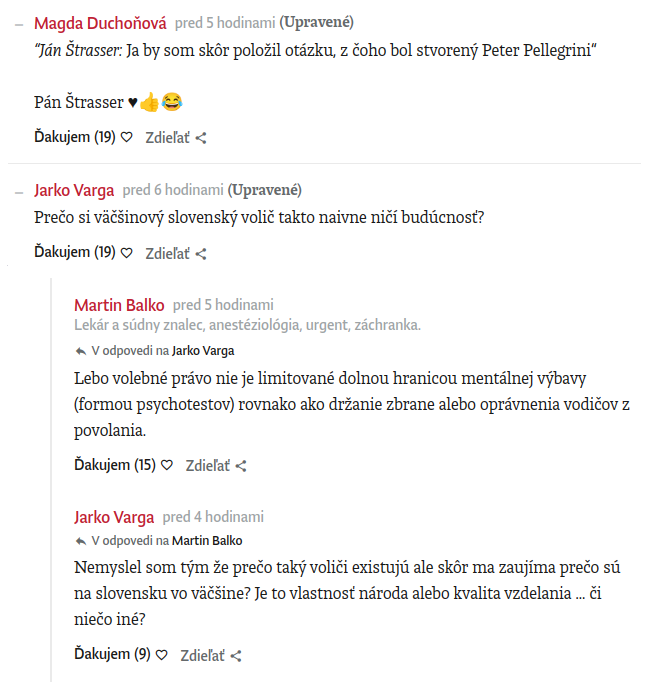 – Magda Duchoňová pred 5 hodinami (Upravené)
“Ján Štrasser: Ja by som skôr položil otázku, z čoho bol stvorený Peter Pellegrini“
Pán Štrasser ♥👍😂
Ďakujem (19) Zdieľať
– Jarko Varga pred 6 hodinami (Upravené)
Prečo si väčšinový slovenský volič takto naivne ničí budúcnosť?
Ďakujem (19) Zdieľať
Martin Balko pred 5 hodinami
Lekár a súdny znalec, anestéziológia, urgent, záchranka.
V odpovedi na Jarko Varga
Lebo volebné právo nie je limitované dolnou hranicou mentálnej výbavy
(formou psychotestov) rovnako ako držanie zbrane alebo oprávnenia vodičov z
povolania.
Ďakujem (15) Zdieľať
Jarko Varga pred 4 hodinami
V odpovedi na Martin Balko
Nemyslel som tým že prečo taký voliči existujú ale skôr ma zaujíma prečo sú
na slovensku vo väčšine? Je to vlastnosť národa alebo kvalita vzdelania ... či
niečo iné?
Ďakujem (9) Zdieľať